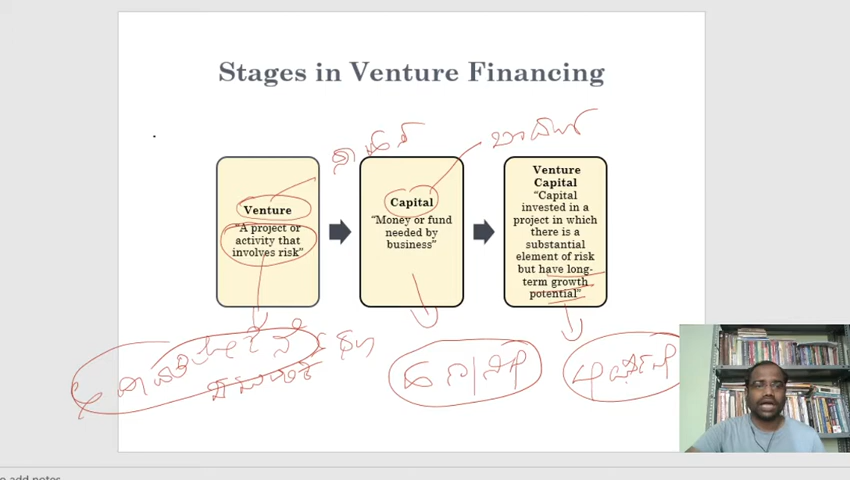 Stages in Venture Financing
Venture
"A project or
activity that
involves risk"
Capital
"Money or fund
needed by
business"
Venture
Capital
"Capital
invested in a
project in which
there is a
substantial
element of risk
but have long-
term growth
potential"
add notes